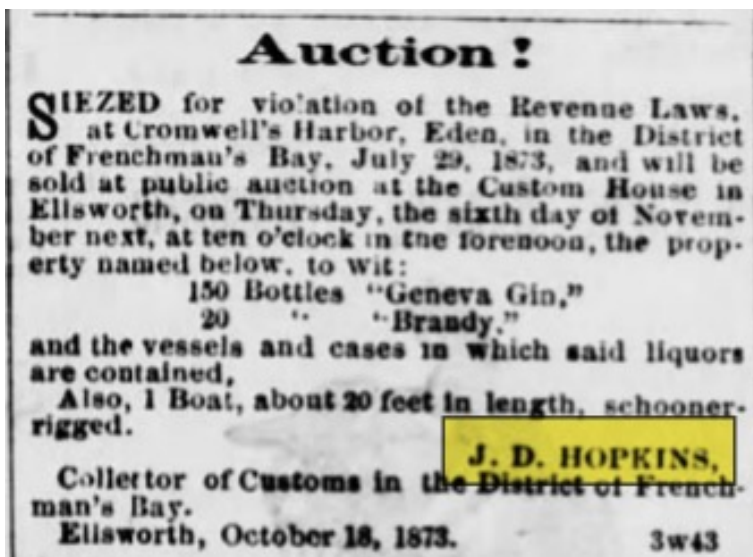 Auction !
SIEZED for violation of the Revenue Laws,
at Cromwell's Harbor, Eden, in the District
of Frenchman's Bay, July 29, 1873, and will be
sold at public auction at the Custom House in
Ellsworth, on Thursday, the sixth day of Novem-
ber next, at ten o'clock in the forenoon, the prop-
erty named below, to wit:
150 Bottles "Geneva Gin,"
20 " "Brandy."
and the vessels and cases in which said liquors
are contained,
Also, 1 Boat, about 20 feet in length, schooner-
rigged.
J. D. HOPKINS,
Collector of Customs in the District of French-
man's Bay.
Ellsworth, October 18, 1873. 3w43